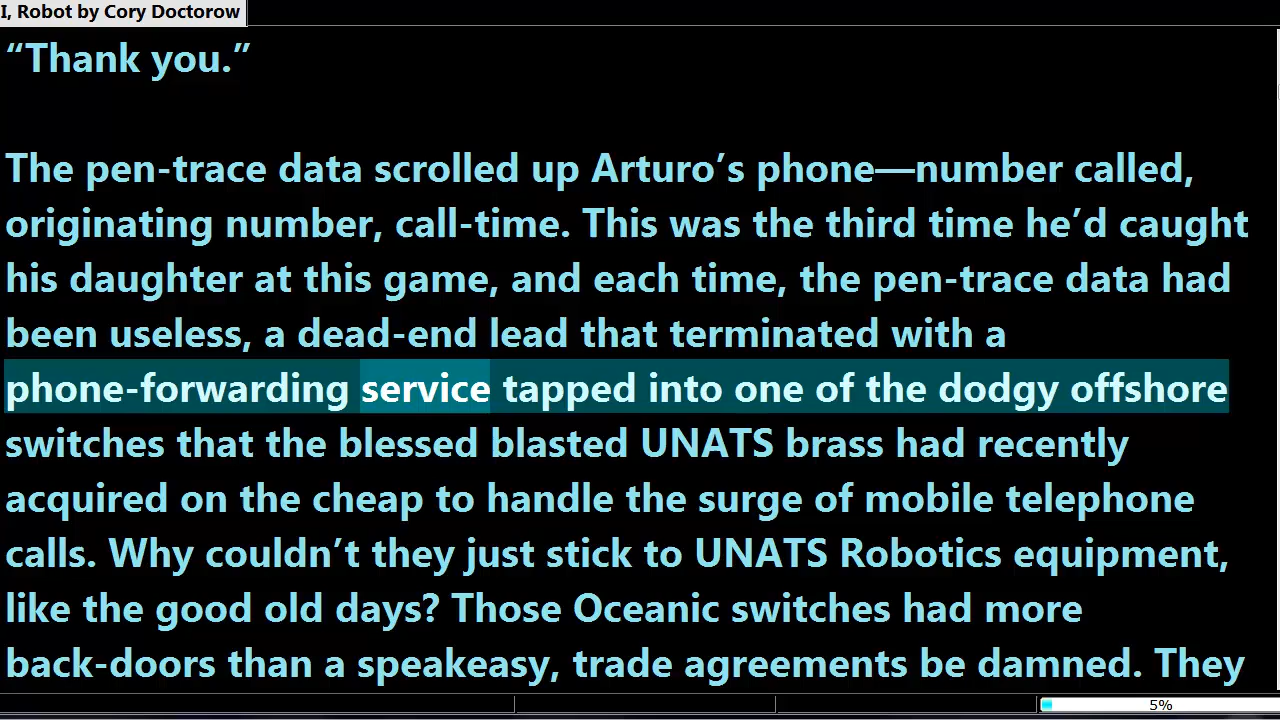 I, Robot by Cory Doctorow
“Thank you.”
The pen-trace data scrolled up Arturo’s phone—number called,
originating number, call-time. This was the third time he’d caught
his daughter at this game, and each time, the pen-trace data had
been useless, a dead-end lead that terminated with a
phone-forwarding service tapped into one of the dodgy offshore
switches that the blessed blasted UNATS brass had recently
acquired on the cheap to handle the surge of mobile telephone
calls. Why couldn’t they just stick to UNATS Robotics equipment,
like the good old days? Those Oceanic switches had more
back-doors than a speakeasy, trade agreements be damned. They
5%